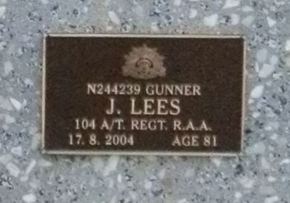 N244239 GUNNER
J. LEES
104 A/T. REGT. R.A.A.
17. 8. 2004 AGE 81